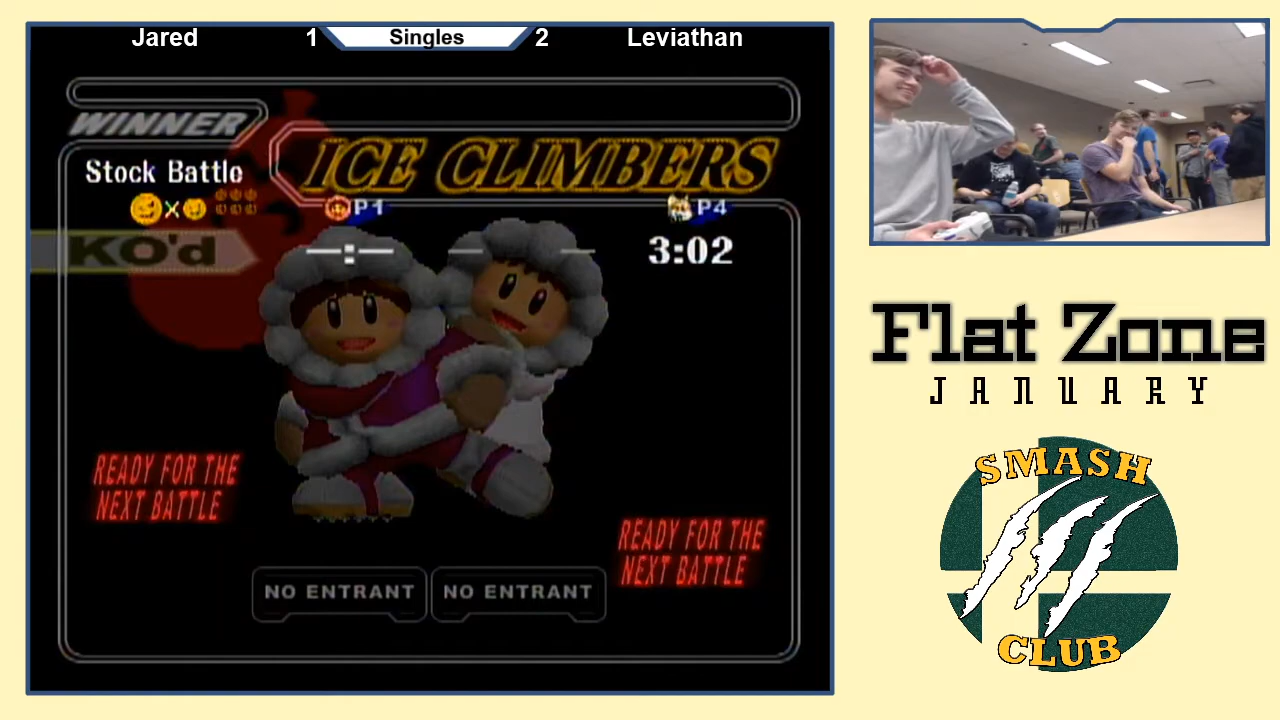 Jared 1 Singles 2 Leviathan
WINNER
ICE CLIMBERS
Stock Battle
P1 P4
KO'd
3:02
READY FOR THE
NEXT BATTLE
READY FOR THE
NEXT BATTLE
NO ENTRANT NO ENTRANT
Flat Zone
JANUARY
SMASH
CLUB